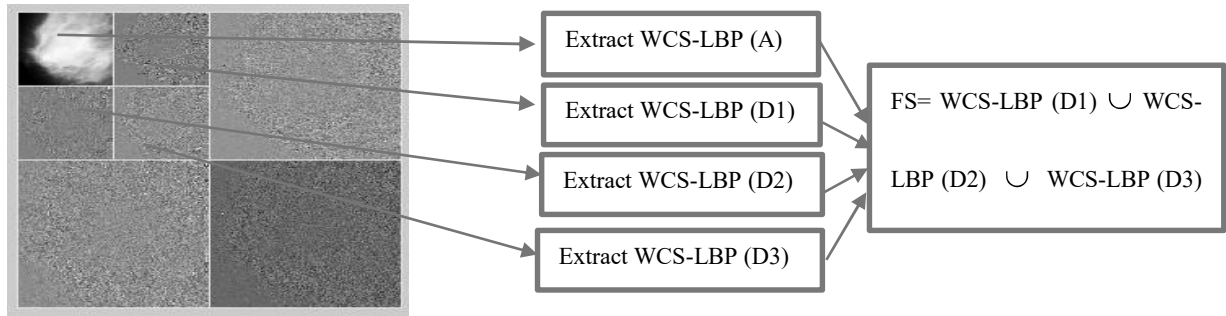 Extract WCS-LBP (A)
Extract WCS-LBP (D1)
Extract WCS-LBP (D2)
Extract WCS-LBP (D3)
FS= WCS-LBP (D1) ∪ WCS-
LBP (D2) ∪ WCS-LBP (D3)